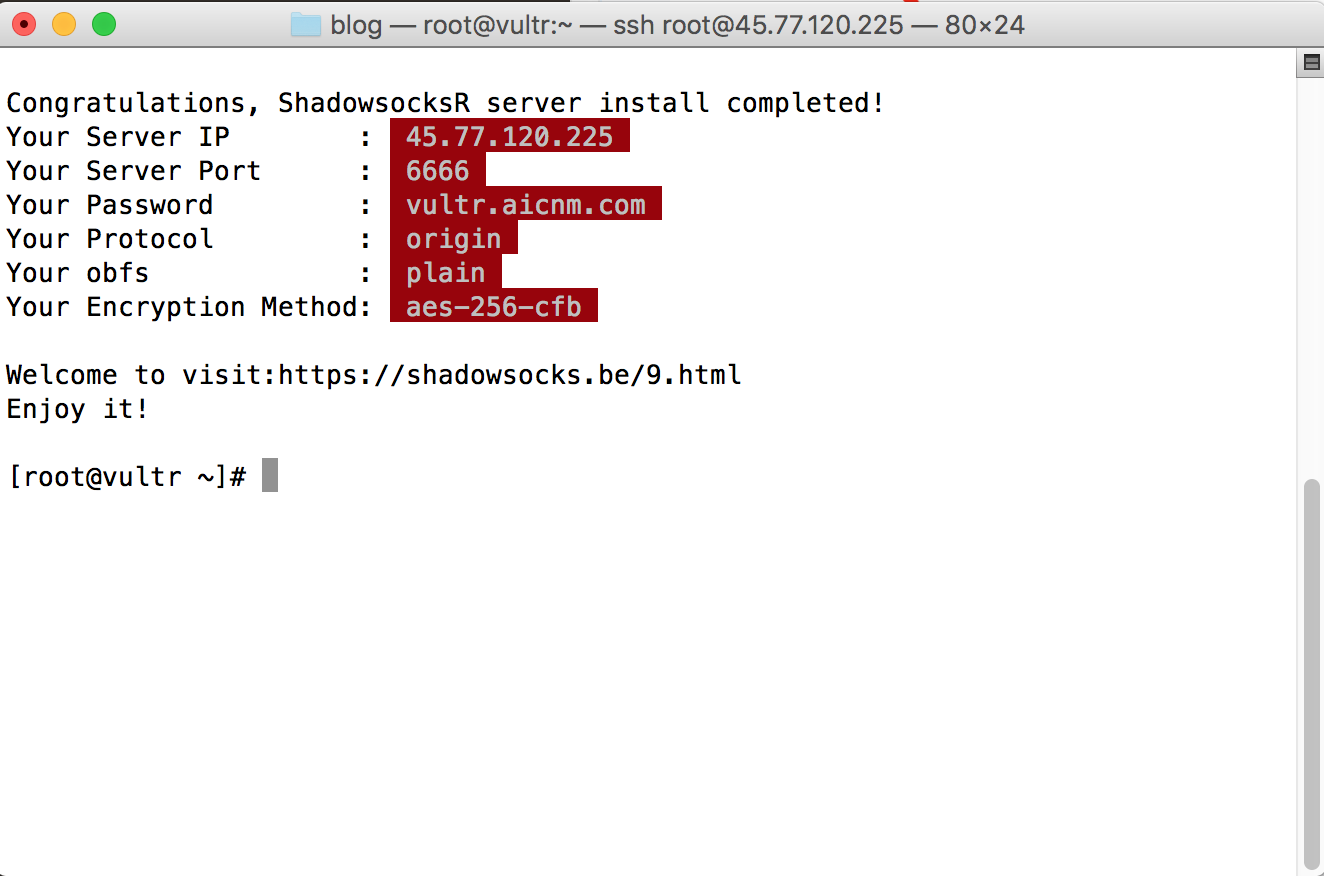 blog — root@vultr:~ — ssh root@45.77.120.225 — 80×24
Congratulations, ShadowsocksR server install completed!
Your Server IP        :  45.77.120.225
Your Server Port      :  6666
Your Password         :  vultr.aicnm.com
Your Protocol         :  origin
Your obfs             :  plain
Your Encryption Method:  aes-256-cfb
Welcome to visit:https://shadowsocks.be/9.html
Enjoy it!
[root@vultr ~]#